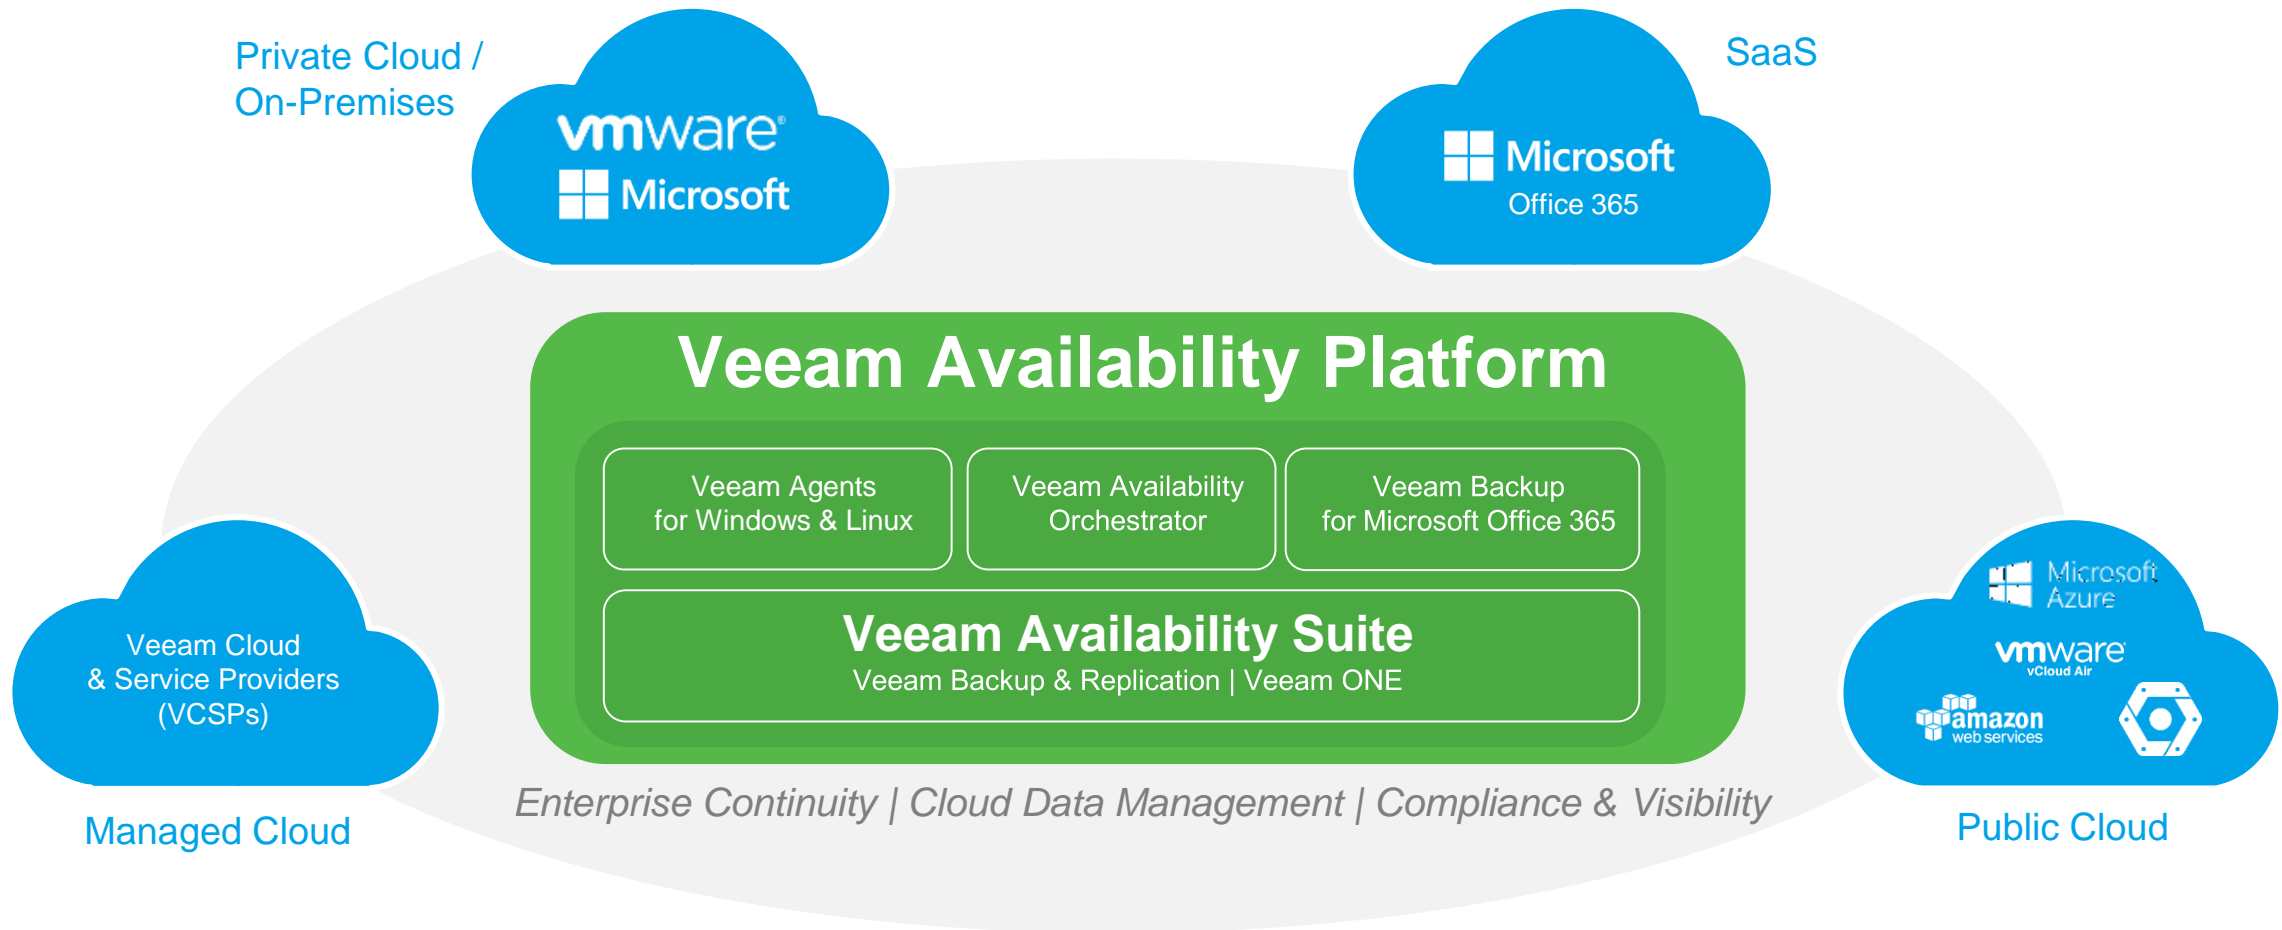 Private Cloud /
On-Premises
vmware®
Microsoft
SaaS
Microsoft
Office 365
Veeam Availability Platform
Veeam Agents
for Windows & Linux
Veeam Availability
Orchestrator
Veeam Backup
for Microsoft Office 365
Veeam Availability Suite
Veeam Backup & Replication | Veeam ONE
Veeam Cloud
& Service Providers
(VCSPs)
Managed Cloud
Microsoft
Azure
vmware
vCloud Air
amazon
web services
Public Cloud
Enterprise Continuity | Cloud Data Management | Compliance & Visibility